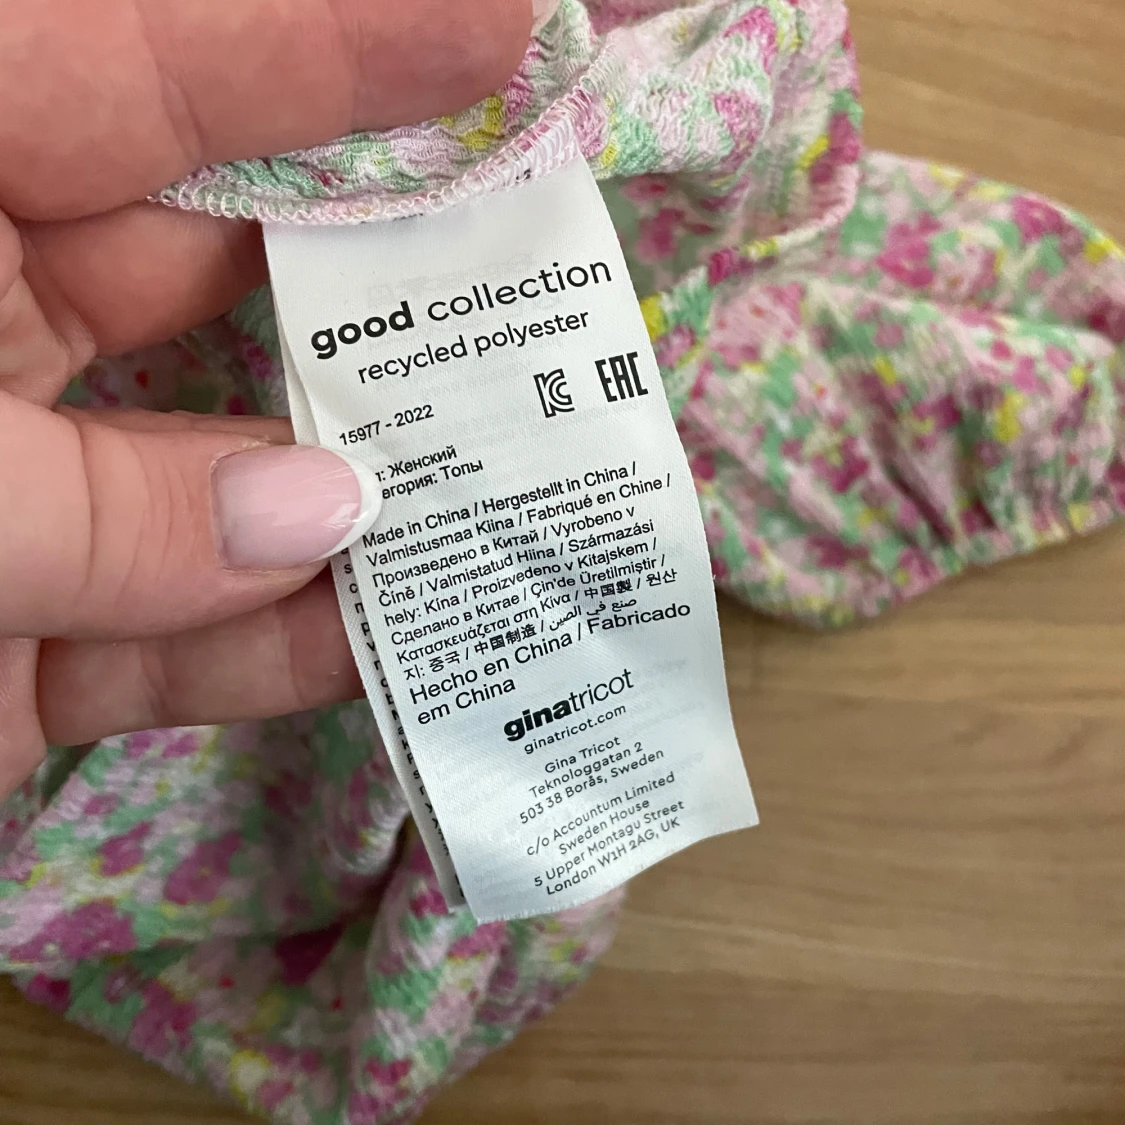 good collection
recycled polyester
EAC
15977 - 2022
: Женский
егория: Топы
Made in China / Hergestellt in China /
Valmistusmaa Kiina / Fabriqué en Chine /
Произведено в Китай / Vyrobeno v
Číně / Valmistatud Hiina / Származási
hely: Kína / Proizvedeno v Kitajskem /
Сделано в Китае / Çin'de Üretilmiştir /
Κατασκευάζεται στη Κίνα / 中国製 / 원산
지: 중국 / 中国制造 / صنع في الصين /
Hecho en China / Fabricado
em China
ginatricot
ginatricot.com
Gina Tricot
Teknologgatan 2
503 38 Borås, Sweden
c/o Accountum Limited
Sweden House
5 Upper Montagu Street
London W1H 2AG, UK